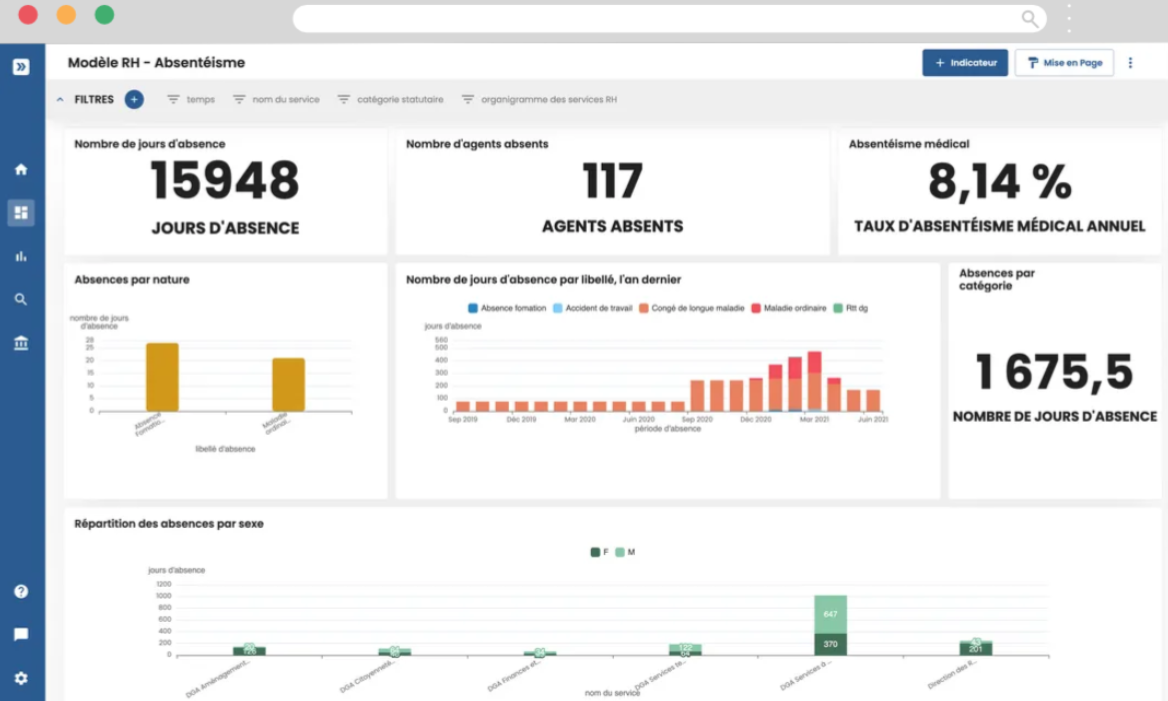 Modèle RH - Absentéisme
+ Indicateur
Mise en Page
FILTRES
temps
nom du service
catégorie statutaire
organigramme des services RH
Nombre de jours d'absence
15948
JOURS D'ABSENCE
Nombre d'agents absents
117
AGENTS ABSENTS
Absentéisme médical
8,14 %
TAUX D'ABSENTÉISME MÉDICAL ANNUEL
Absences par nature
nombre de jours
d'absence
28
25
20
15
10
5
0
Absence
Fomatio...
Maladie
ordinai...
libellé d'absence
Nombre de jours d'absence par libellé, l'an dernier
Absence fomation
Accident de travail
Congé de longue maladie
Maladie ordinaire
Rtt dg
jours d'absence
560
500
400
300
200
100
0
Sep 2019
Déc 2019
Mar 2020
Juin 2020
Sep 2020
Déc 2020
Mar 2021
Juin 2021
période d'absence
Absences par
catégorie
1 675,5
NOMBRE DE JOURS D'ABSENCE
Répartition des absences par sexe
F
M
jours d'absence
1200
1000
800
600
400
200
0
122
647
370
201
DGA Aménagement...
DGA Citoyenneté...
DGA Finances et...
DGA Services te...
DGA Services à...
Direction des R...
nom du service